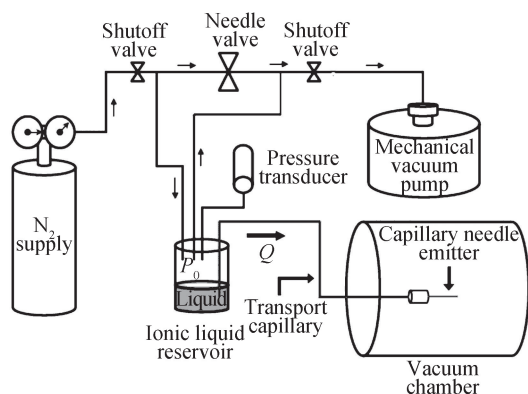 Shutoff
valve
Needle
valve
Shutoff
valve
N2
supply
Pressure
transducer
Mechanical
vacuum
pump
P0
Liquid
Q
Ionic liquid
reservoir
Transport
capillary
Capillary needle
emitter
Vacuum
chamber